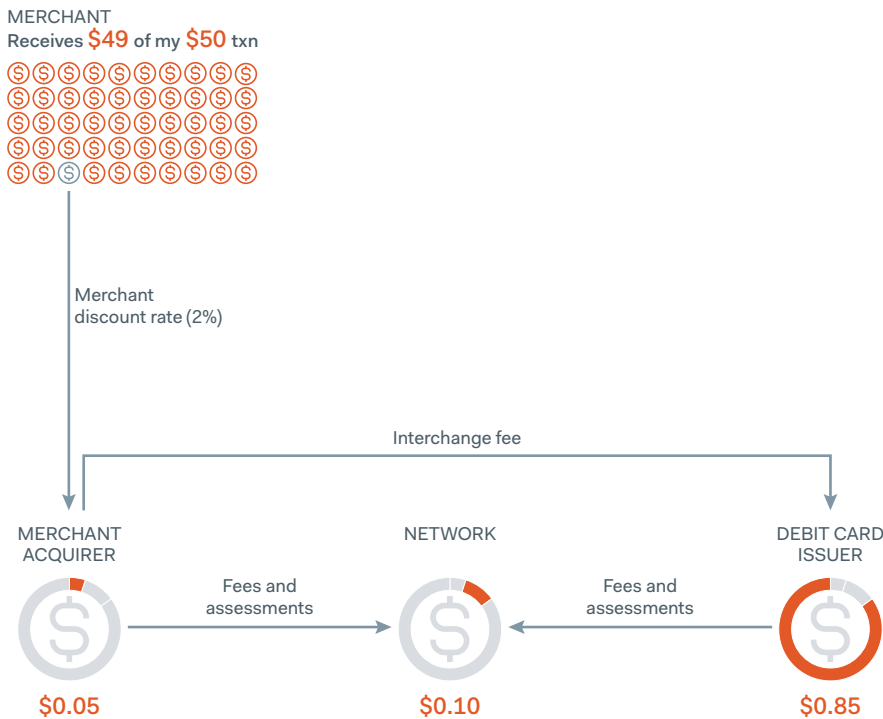 MERCHANT
Receives $49 of my $50 txn
Merchant
discount rate (2%)
Interchange fee
MERCHANT
ACQUIRER
NETWORK
DEBIT CARD
ISSUER
Fees and
assessments
Fees and
assessments
$0.05
$0.10
$0.85